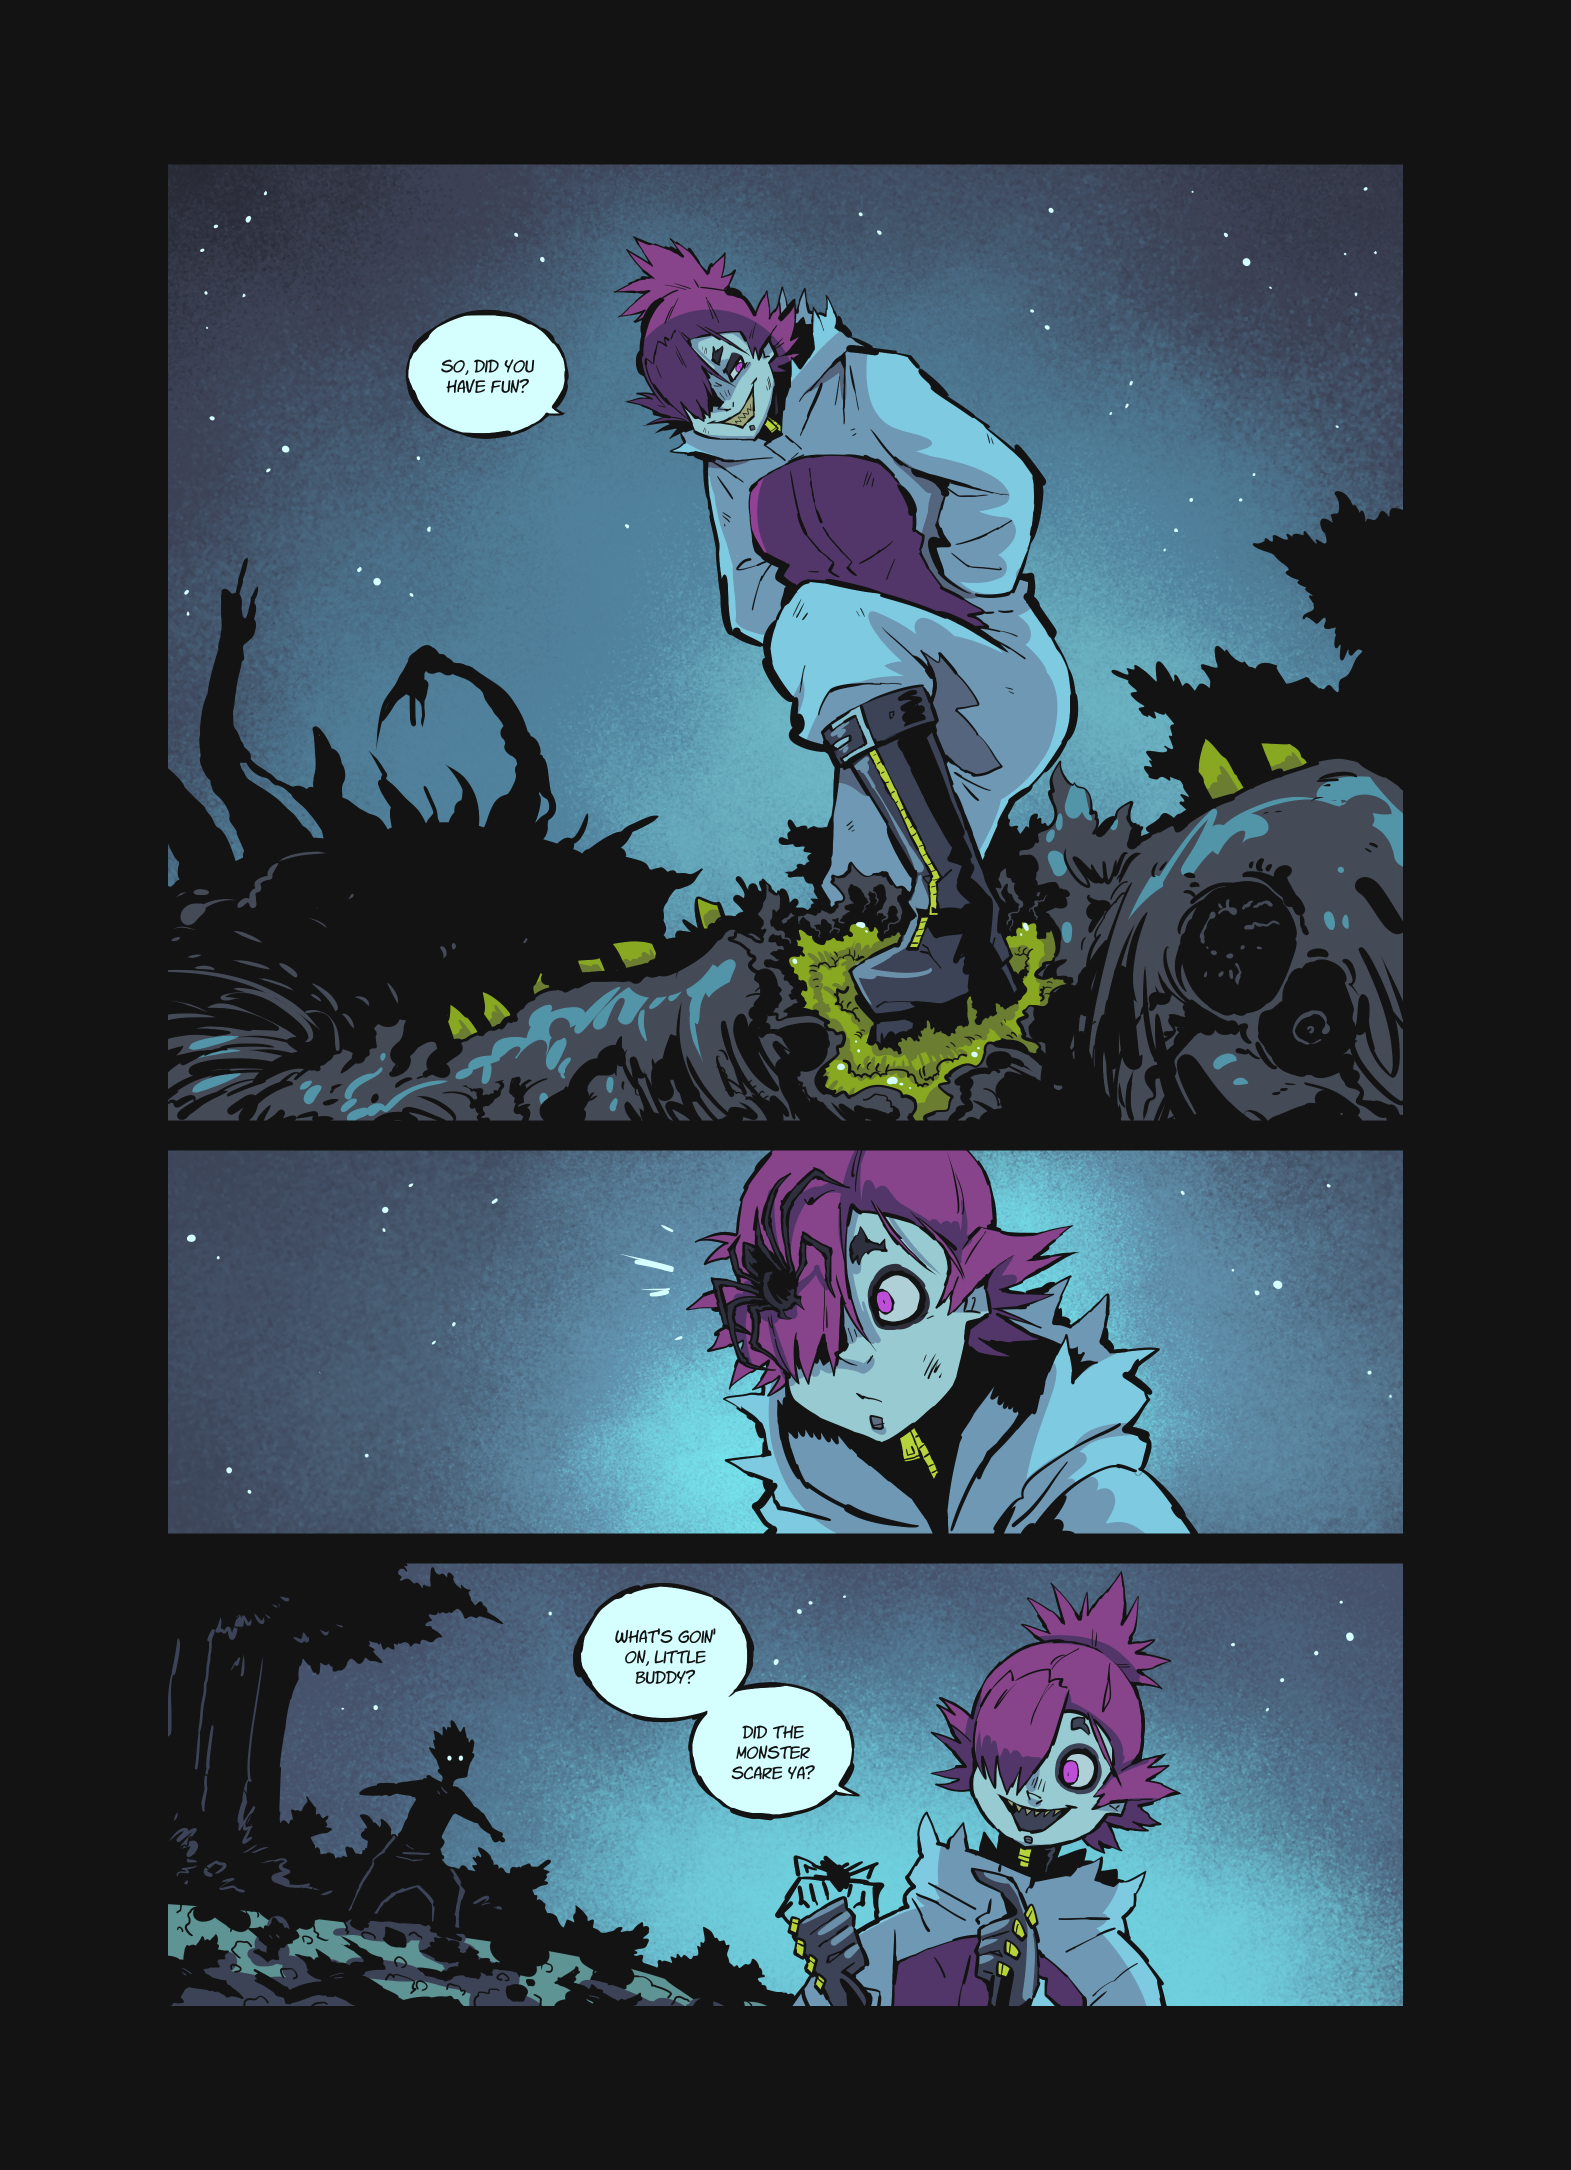 SO, DID YOU
HAVE FUN?
WHAT'S GOIN'
ON, LITTLE
BUDDY?
DID THE
MONSTER
SCARE YA?